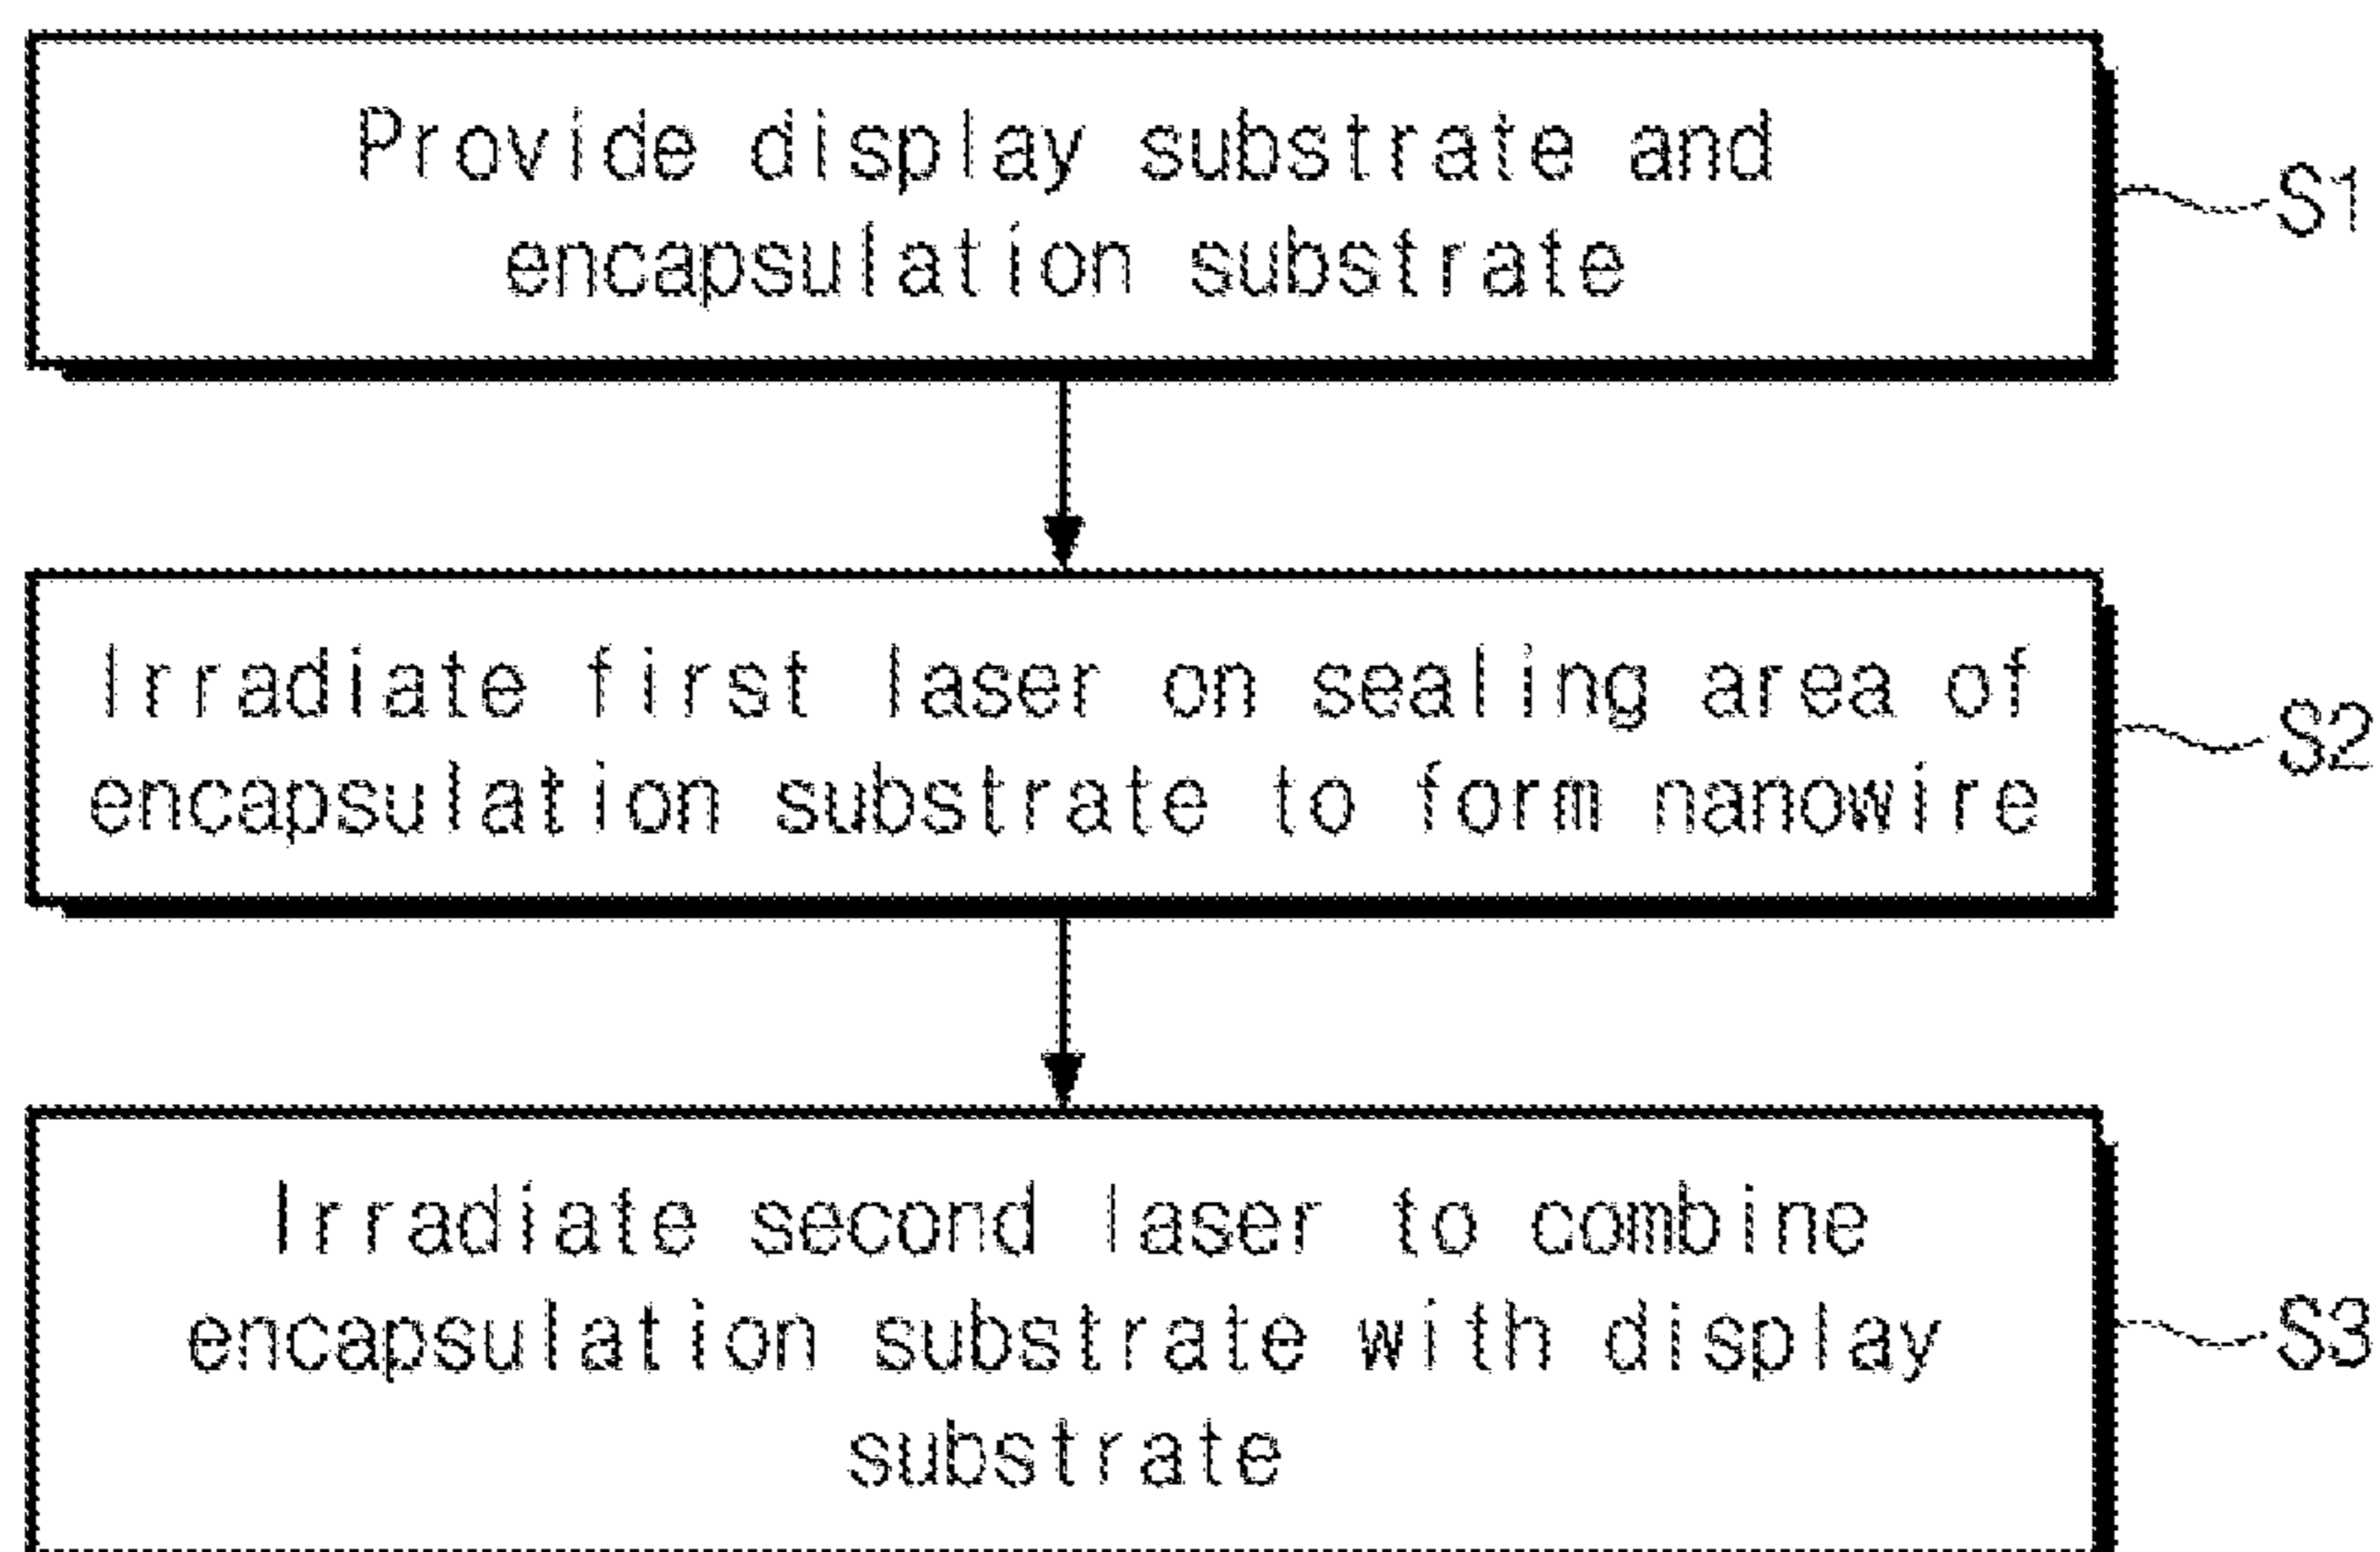 Provide display substrate and
encapsulation substrate
S1
Irradiate first laser on sealing area of
encapsulation substrate to form nanowire
S2
Irradiate second laser to combine
encapsulation substrate with display
substrate
S3